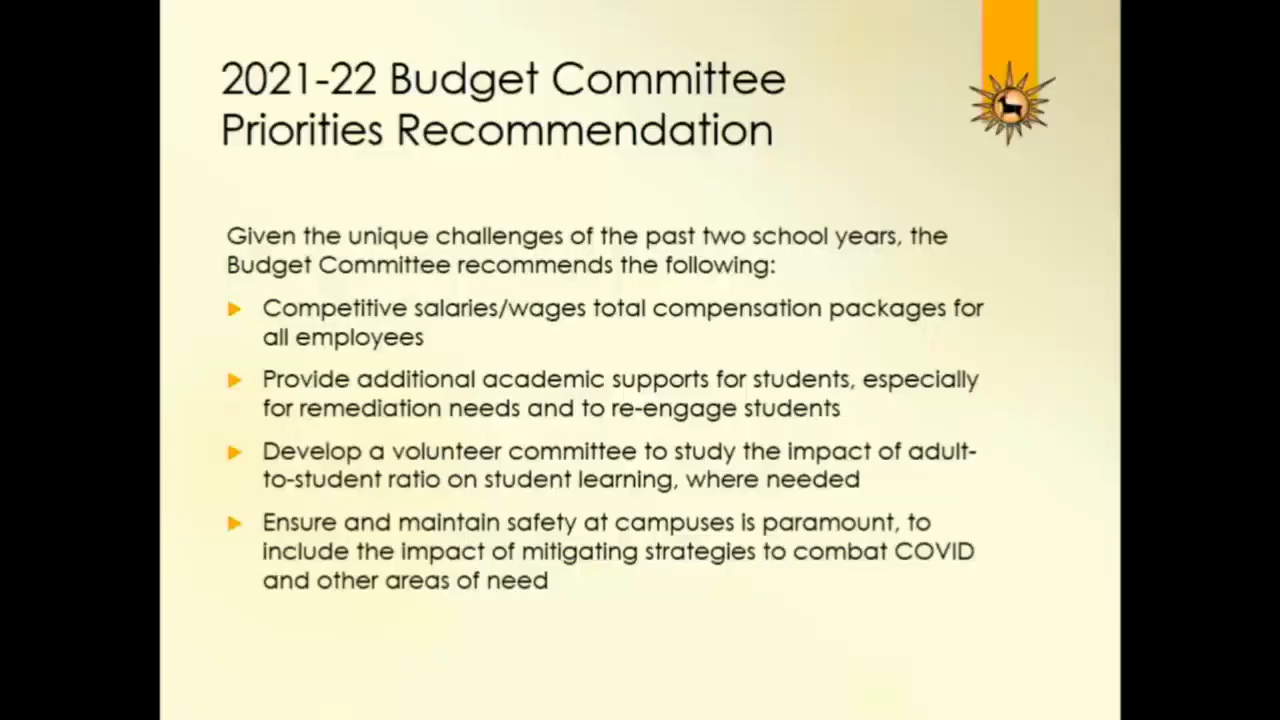 2021-22 Budget Committee
Priorities Recommendation
Given the unique challenges of the past two school years, the
Budget Committee recommends the following:
Competitive salaries/wages total compensation packages for
all employees
Provide additional academic supports for students, especially
for remediation needs and to re-engage students
Develop a volunteer committee to study the impact of adult-
to-student ratio on student learning, where needed
Ensure and maintain safety at campuses is paramount, to
include the impact of mitigating strategies to combat COVID
and other areas of need